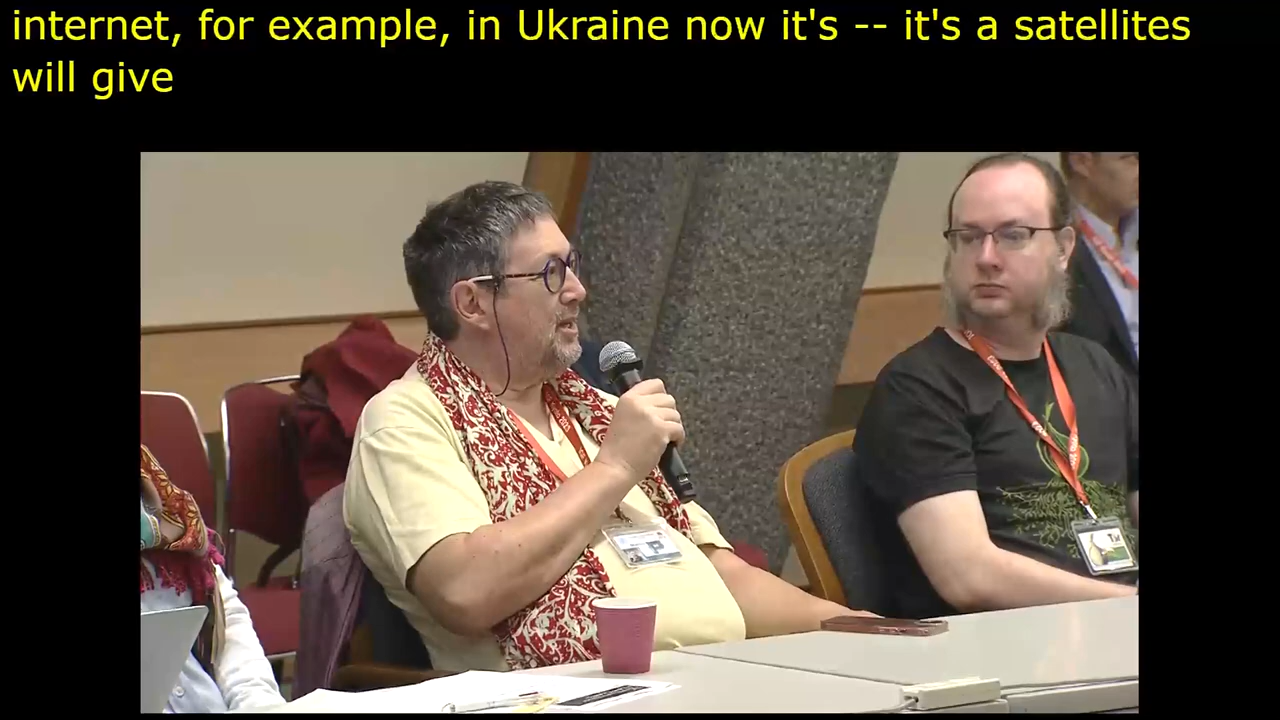 internet, for example, in Ukraine now it's -- it's a satellites
will give